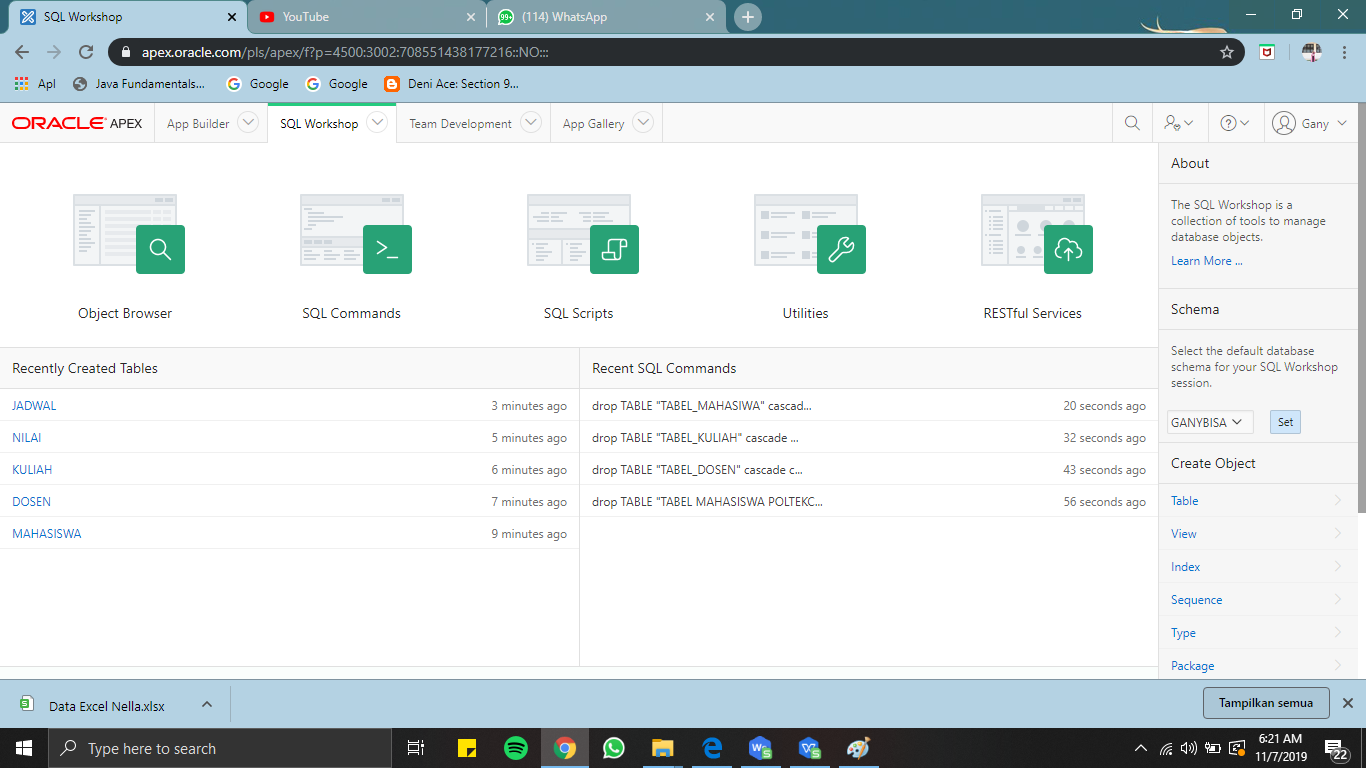 SQL Workshop
YouTube
(114) WhatsApp
apex.oracle.com/pls/apex/f?p=4500:3002:708551438177216::NO:::
Apl
Java Fundamentals...
Google
Google
Deni Ace: Section 9...
ORACLE APEX
App Builder
SQL Workshop
Team Development
App Gallery
Gany
Object Browser
SQL Commands
SQL Scripts
Utilities
RESTful Services
Recently Created Tables
JADWAL 3 minutes ago
NILAI 5 minutes ago
KULIAH 6 minutes ago
DOSEN 7 minutes ago
MAHASISWA 9 minutes ago
Recent SQL Commands
drop TABLE "TABEL_MAHASIWA" cascad... 20 seconds ago
drop TABLE "TABEL_KULIAH" cascade ... 32 seconds ago
drop TABLE "TABEL_DOSEN" cascade c... 43 seconds ago
drop TABLE "TABEL MAHASISWA POLTEKC... 56 seconds ago
About
The SQL Workshop is a
collection of tools to manage
database objects.
Learn More ...
Schema
Select the default database
schema for your SQL Workshop
session.
GANYBISA
Set
Create Object
Table
View
Index
Sequence
Type
Package
Data Excel Nella.xlsx
Tampilkan semua
Type here to search
6:21 AM
11/7/2019
22